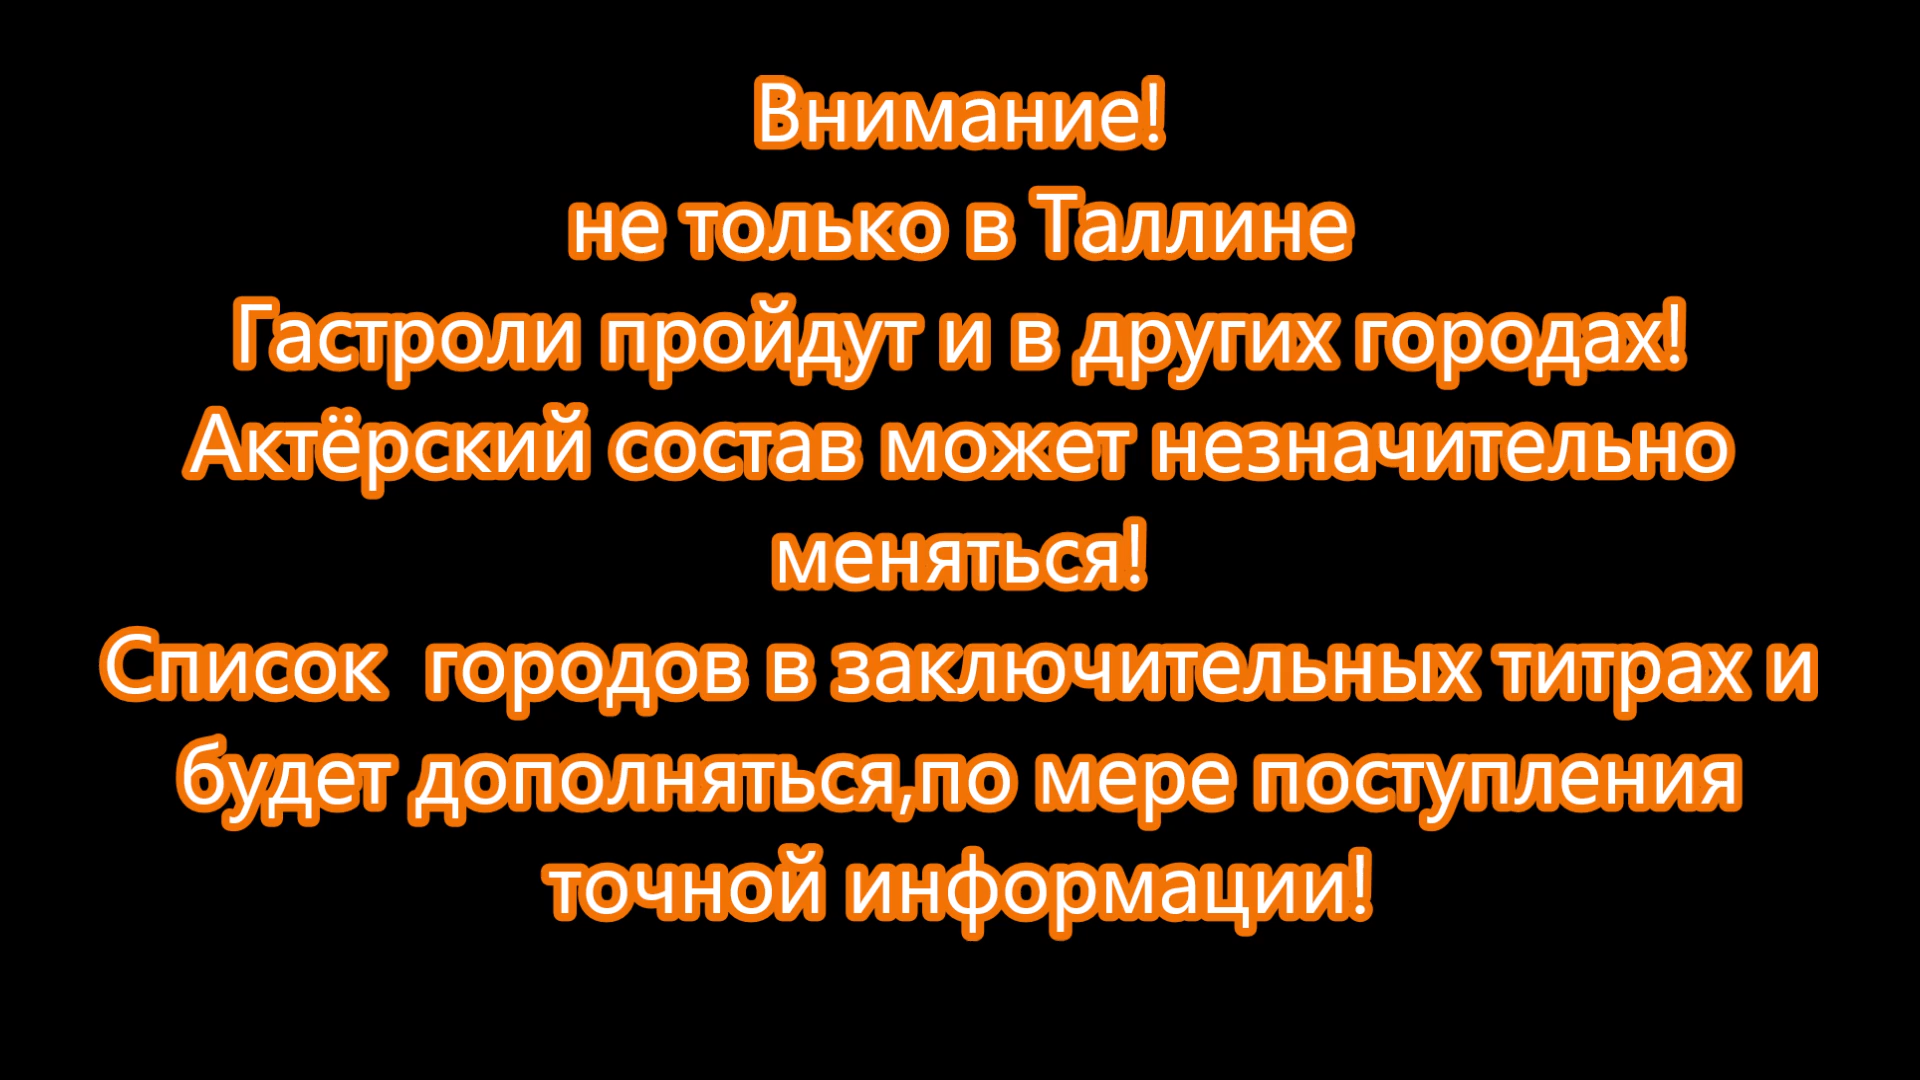 Внимание!
не только в Таллине
Гастроли пройдут и в других городах!
Актёрский состав может незначительно
меняться!
Список  городов в заключительных титрах и
будет дополняться,по мере поступления
точной информации!